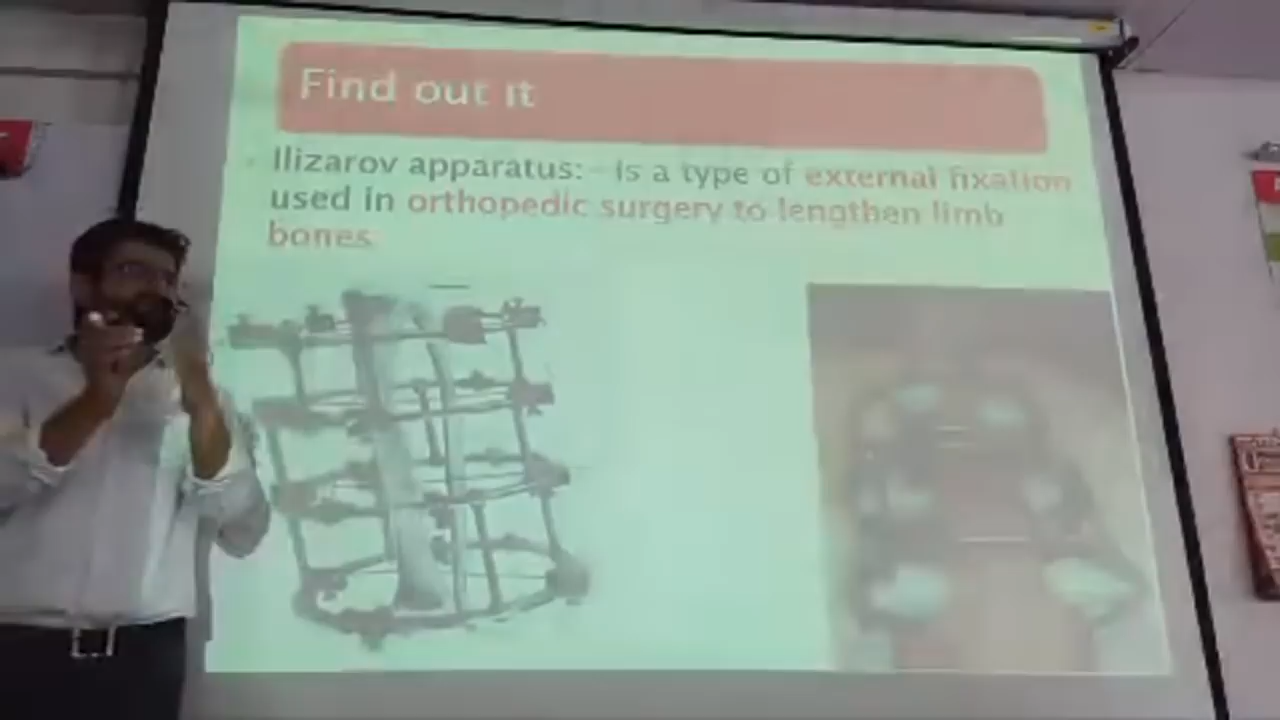 Find out it
Ilizarov apparatus: - Is a type of external fixation
used in orthopedic surgery to lengthen limb
bones